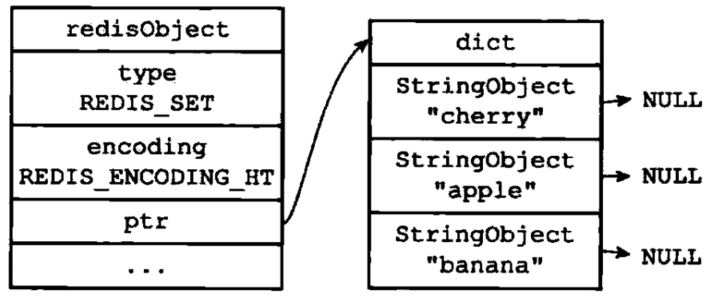 redisObject
type
REDIS_SET
encoding
REDIS_ENCODING_HT
ptr
...
dict
StringObject
"cherry"
NULL
StringObject
"apple"
NULL
StringObject
"banana"
NULL